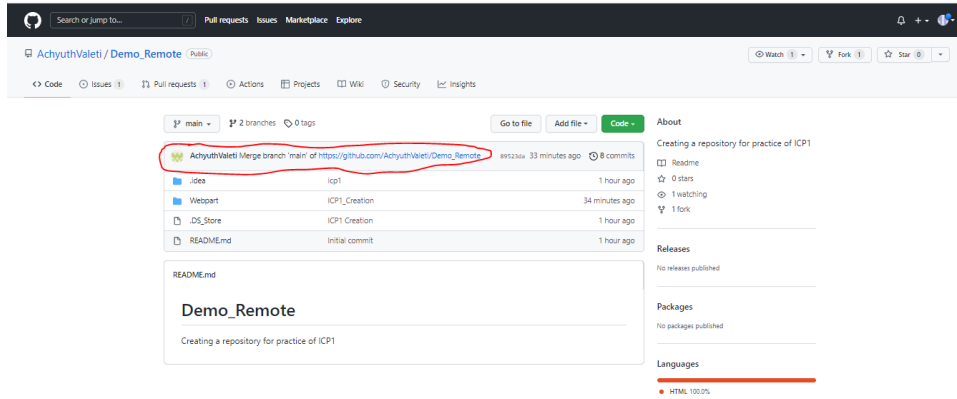 Search or jump to... /
Pull requests Issues Marketplace Explore
AchyuthValeti / Demo_Remote Public
Watch 1 Fork 1 Star 0
<> Code Issues 1 Pull requests 1 Actions Projects Wiki Security Insights
main 2 branches 0 tags Go to file Add file Code
AchyuthValeti Merge branch 'main' of https://github.com/AchyuthValeti/Demo_Remote 89523da 33 minutes ago 8 commits
.idea icp1 1 hour ago
Webpart ICP1_Creation 34 minutes ago
.DS_Store ICP1 Creation 1 hour ago
README.md Initial commit 1 hour ago
README.md
Demo_Remote
Creating a repository for practice of ICP1
About
Creating a repository for practice of ICP1
Readme
0 stars
1 watching
1 fork
Releases
No releases published
Packages
No packages published
Languages
HTML 100.0%